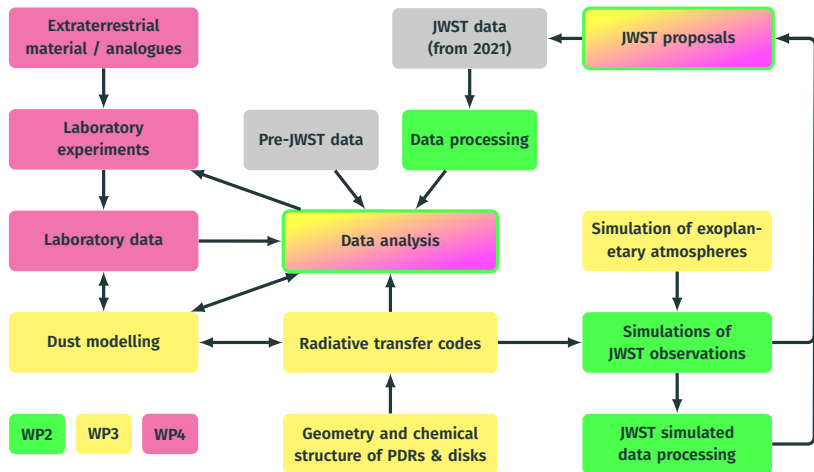 Extraterrestrial
material / analogues
JWST data
(from 2021)
JWST proposals
Laboratory
experiments
Pre-JWST data
Data processing
Laboratory data
Data analysis
Simulation of exoplan-
etary atmospheres
Dust modelling
Radiative transfer codes
Simulations of
JWST observations
WP2
WP3
WP4
Geometry and chemical
structure of PDRs & disks
JWST simulated
data processing